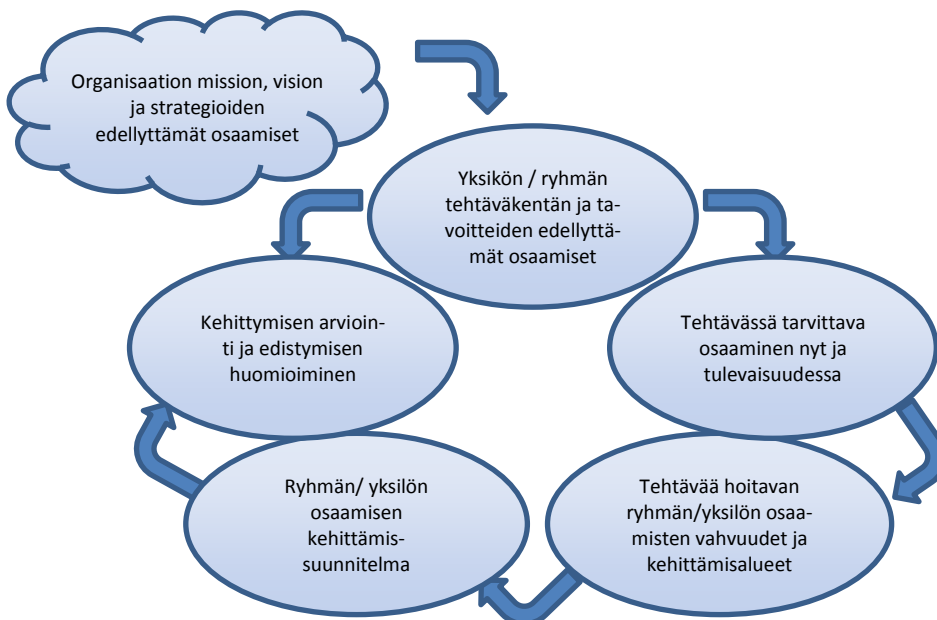 Organisaation mission, vision
ja strategioiden
edellyttämät osaamiset
Yksikön / ryhmän
tehtäväkentän ja ta-
voitteiden edellyttä-
mät osaamiset
Tehtävässä tarvittava
osaaminen nyt ja
tulevaisuudessa
Tehtävää hoitavan
ryhmän/yksilön osaa-
misten vahvuudet ja
kehittämisalueet
Ryhmän/ yksilön
osaamisen
kehittämis-
suunnitelma
Kehittymisen arvioin-
ti ja edistymisen
huomioiminen